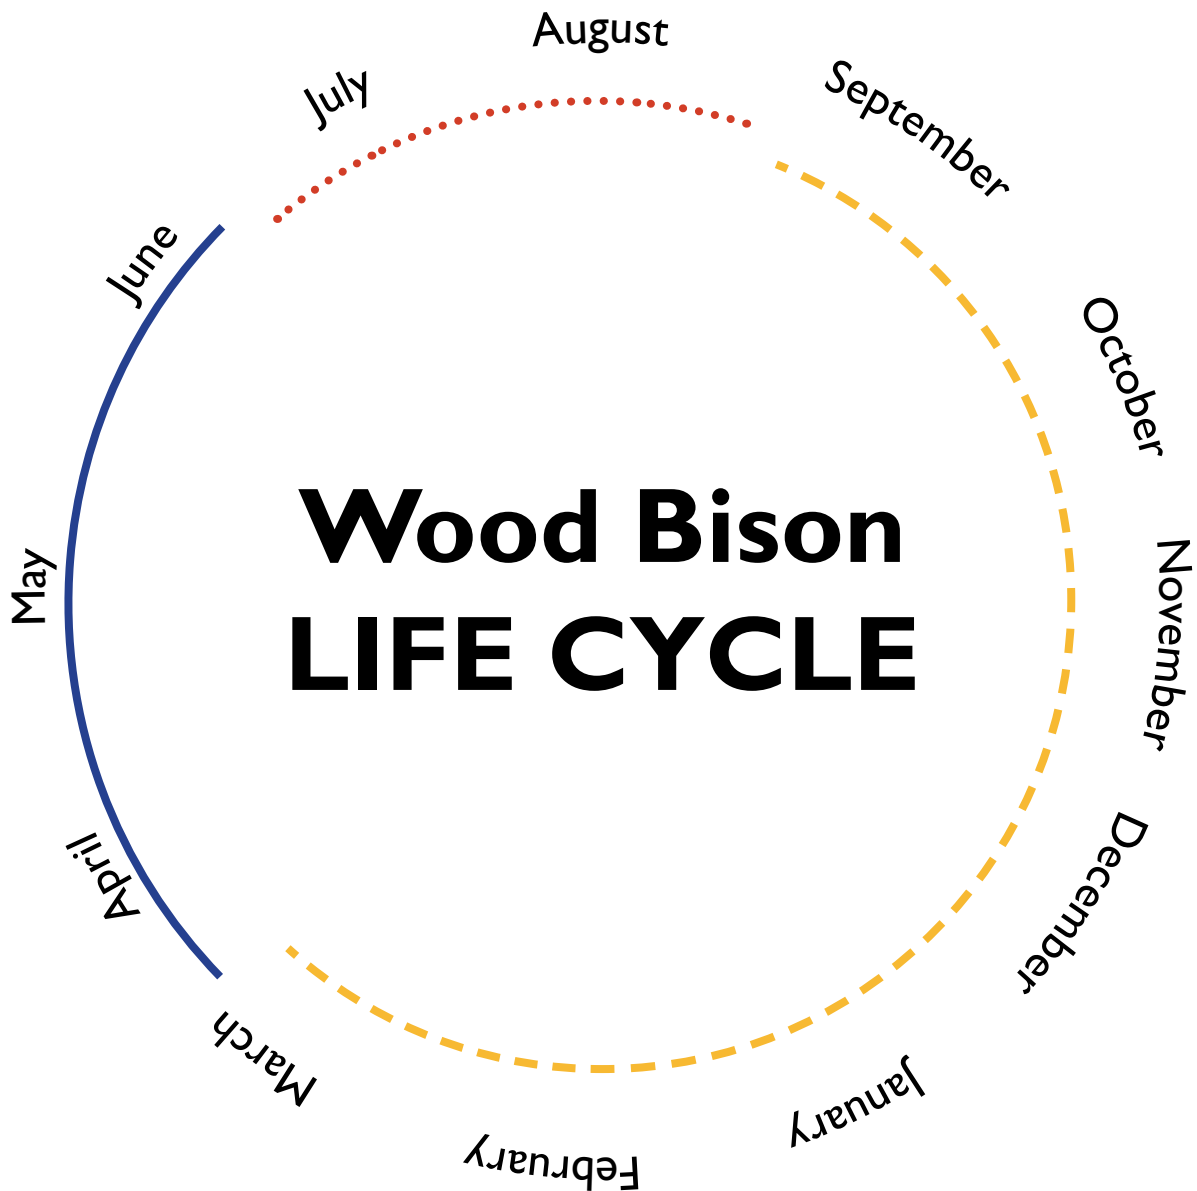 August
September
October
November
December
January
February
March
April
May
June
July
Wood Bison
LIFE CYCLE